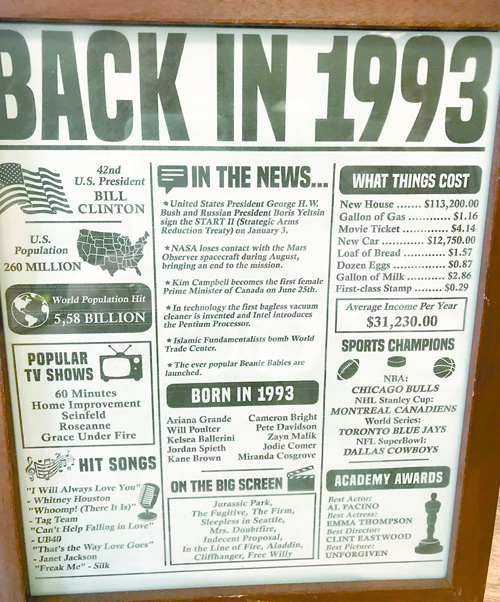 BACK IN 1993
42nd
U.S. President
BILL
CLINTON
U.S.
Population
260 MILLION
World Population Hit
5,58 BILLION
POPULAR
TV SHOWS
60 Minutes
Home Improvement
Seinfeld
Roseanne
Grace Under Fire
HIT SONGS
"I Will Always Love You"
- Whitney Houston
"Whoomp! (There It Is)"
- Tag Team
"Can't Help Falling in Love"
- UB40
"That's the Way Love Goes"
- Janet Jackson
"Freak Me" - Silk
IN THE NEWS...
★United States President George H.W.
Bush and Russian President Boris Yeltsin
sign the START II (Strategic Arms
Reduction Treaty) on January 3.
★NASA loses contact with the Mars
Observer spacecraft during August,
bringing an end to the mission.
★Kim Campbell becomes the first female
Prime Minister of Canada on June 25th.
★In technology the first bagless vacuum
cleaner is invented and Intel introduces
the Pentium Processor.
★Islamic Fundamentalists bomb World
Trade Center.
★The ever popular Beanie Babies are
launched.
BORN IN 1993
Ariana Grande
Will Poulter
Kelsea Ballerini
Jordan Spieth
Kane Brown
Cameron Bright
Pete Davidson
Zayn Malik
Jodie Comer
Miranda Cosgrove
ON THE BIG SCREEN
Jurassic Park,
The Fugitive, The Firm,
Sleepless in Seattle,
Mrs. Doubtfire,
Indecent Proposal,
In the Line of Fire, Aladdin,
Cliffhanger, Free Willy
WHAT THINGS COST
New House ....... $113,200.00
Gallon of Gas ............. $1.16
Movie Ticket .............. $4.14
New Car ........... $12,750.00
Loaf of Bread ............ $1.57
Dozen Eggs ............... $0.87
Gallon of Milk ........... $2.86
First-class Stamp ....... $0.29
Average Income Per Year
$31,230.00
SPORTS CHAMPIONS
NBA:
CHICAGO BULLS
NHL Stanley Cup:
MONTREAL CANADIENS
World Series:
TORONTO BLUE JAYS
NFL SuperBowl:
DALLAS COWBOYS
ACADEMY AWARDS
Best Actor:
AL PACINO
Best Actress:
EMMA THOMPSON
Best Director:
CLINT EASTWOOD
Best Picture:
UNFORGIVEN